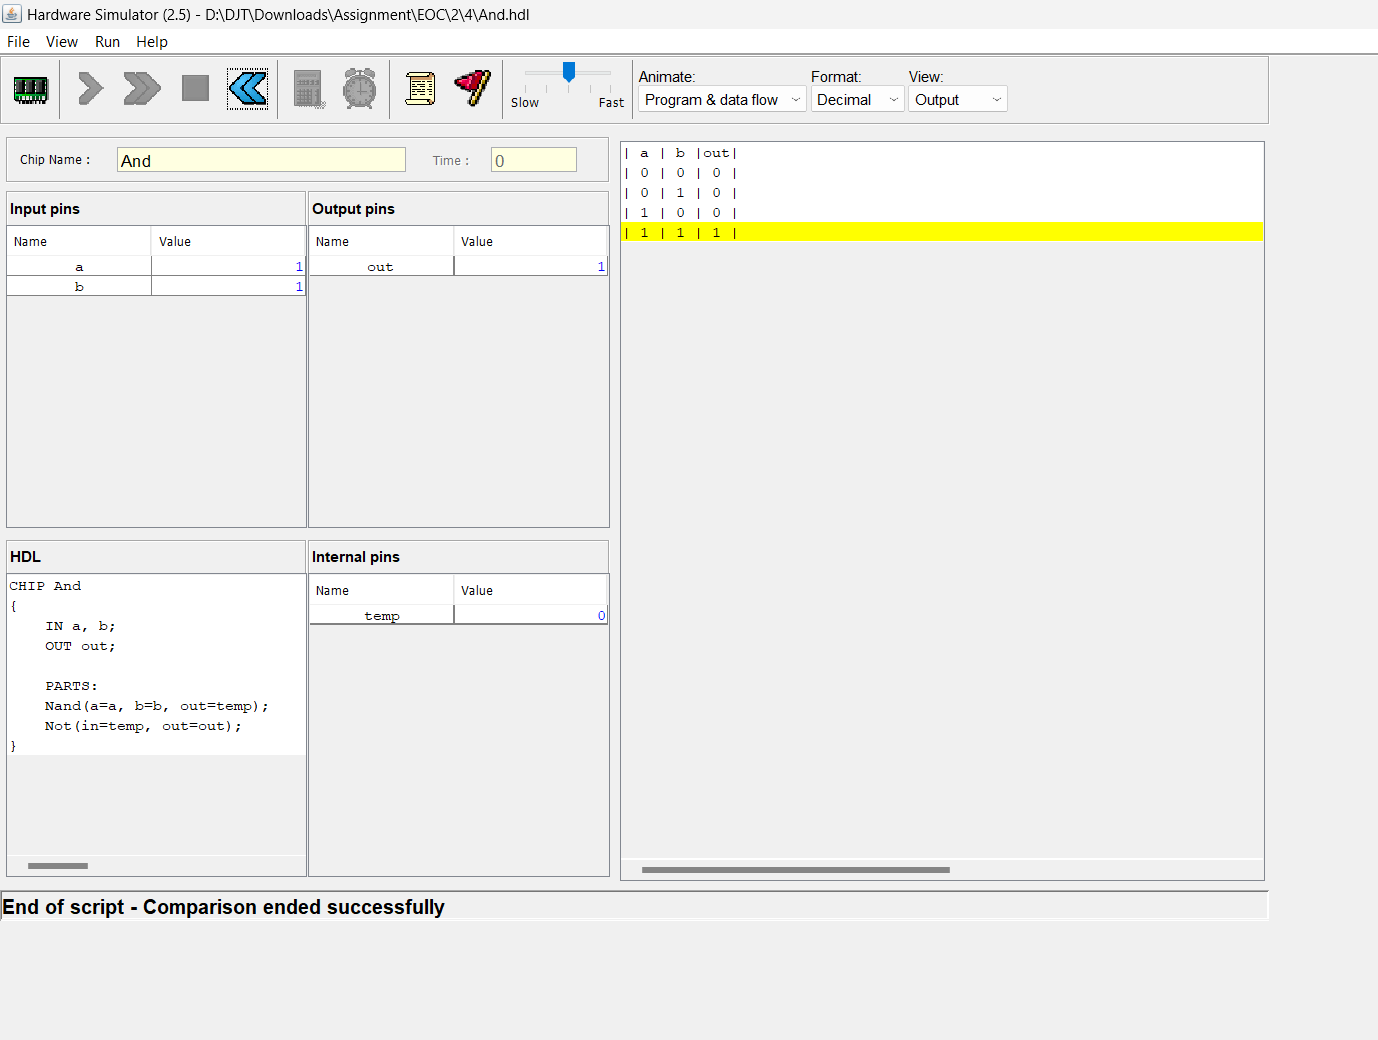 Hardware Simulator (2.5) - D:\DJT\Downloads\Assignment\EOC\2\4\And.hdl
File View Run Help
Slow Fast
Animate: Format: View:
Program & data flow Decimal Output
Chip Name : And Time : 0
Input pins
Name Value
a 1
b 1
Output pins
Name Value
out 1
HDL
CHIP And
{
    IN a, b;
    OUT out;

    PARTS:
    Nand(a=a, b=b, out=temp);
    Not(in=temp, out=out);
}
Internal pins
Name Value
temp 0
| a | b |out|
| 0 | 0 | 0 |
| 0 | 1 | 0 |
| 1 | 0 | 0 |
| 1 | 1 | 1 |
End of script - Comparison ended successfully